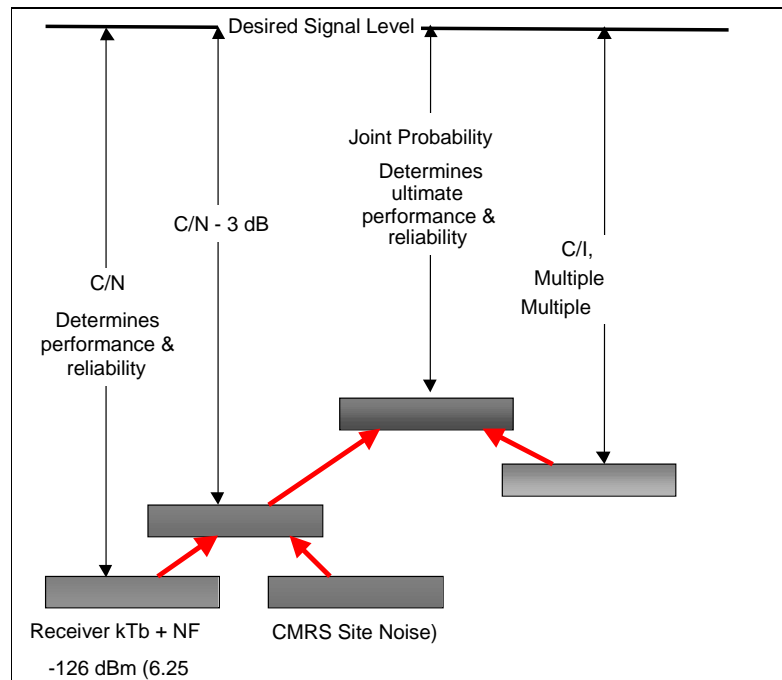 Desired Signal Level
Joint Probability
Determines
ultimate
performance &
reliability
C/N - 3 dB
C/I,
Multiple
Multiple
C/N
Determines
performance &
reliability
Receiver kTb + NF
-126 dBm (6.25
CMRS Site Noise)